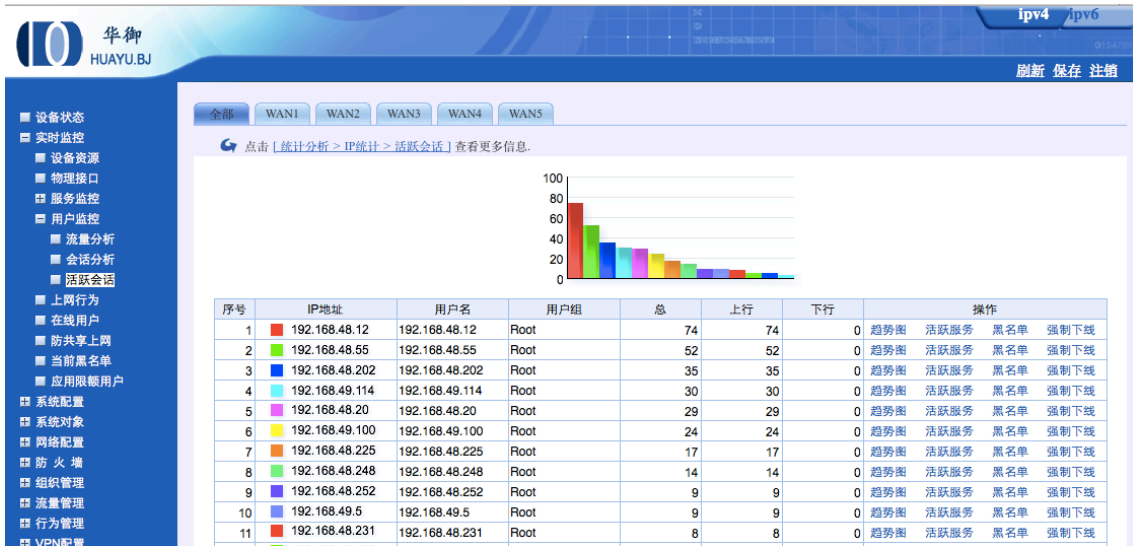 华御
HUAYU.BJ
ipv4 ipv6
刷新 保存 注销
设备状态
实时监控
设备资源
物理接口
服务监控
用户监控
流量分析
会话分析
活跃会话
上网行为
在线用户
防共享上网
当前黑名单
应用限额用户
系统配置
系统对象
网络配置
防 火 墙
组织管理
流量管理
行为管理
VPN配置
全部 WAN1 WAN2 WAN3 WAN4 WAN5
点击 [ 统计分析 > IP统计 > 活跃会话 ] 查看更多信息.
100
80
60
40
20
0
序号 IP地址 用户名 用户组 总 上行 下行 操作
1 192.168.48.12 192.168.48.12 Root 74 74 0 趋势图 活跃服务 黑名单 强制下线
2 192.168.48.55 192.168.48.55 Root 52 52 0 趋势图 活跃服务 黑名单 强制下线
3 192.168.48.202 192.168.48.202 Root 35 35 0 趋势图 活跃服务 黑名单 强制下线
4 192.168.49.114 192.168.49.114 Root 30 30 0 趋势图 活跃服务 黑名单 强制下线
5 192.168.48.20 192.168.48.20 Root 29 29 0 趋势图 活跃服务 黑名单 强制下线
6 192.168.49.100 192.168.49.100 Root 24 24 0 趋势图 活跃服务 黑名单 强制下线
7 192.168.48.225 192.168.48.225 Root 17 17 0 趋势图 活跃服务 黑名单 强制下线
8 192.168.48.248 192.168.48.248 Root 14 14 0 趋势图 活跃服务 黑名单 强制下线
9 192.168.48.252 192.168.48.252 Root 9 9 0 趋势图 活跃服务 黑名单 强制下线
10 192.168.49.5 192.168.49.5 Root 9 9 0 趋势图 活跃服务 黑名单 强制下线
11 192.168.48.231 192.168.48.231 Root 8 8 0 趋势图 活跃服务 黑名单 强制下线